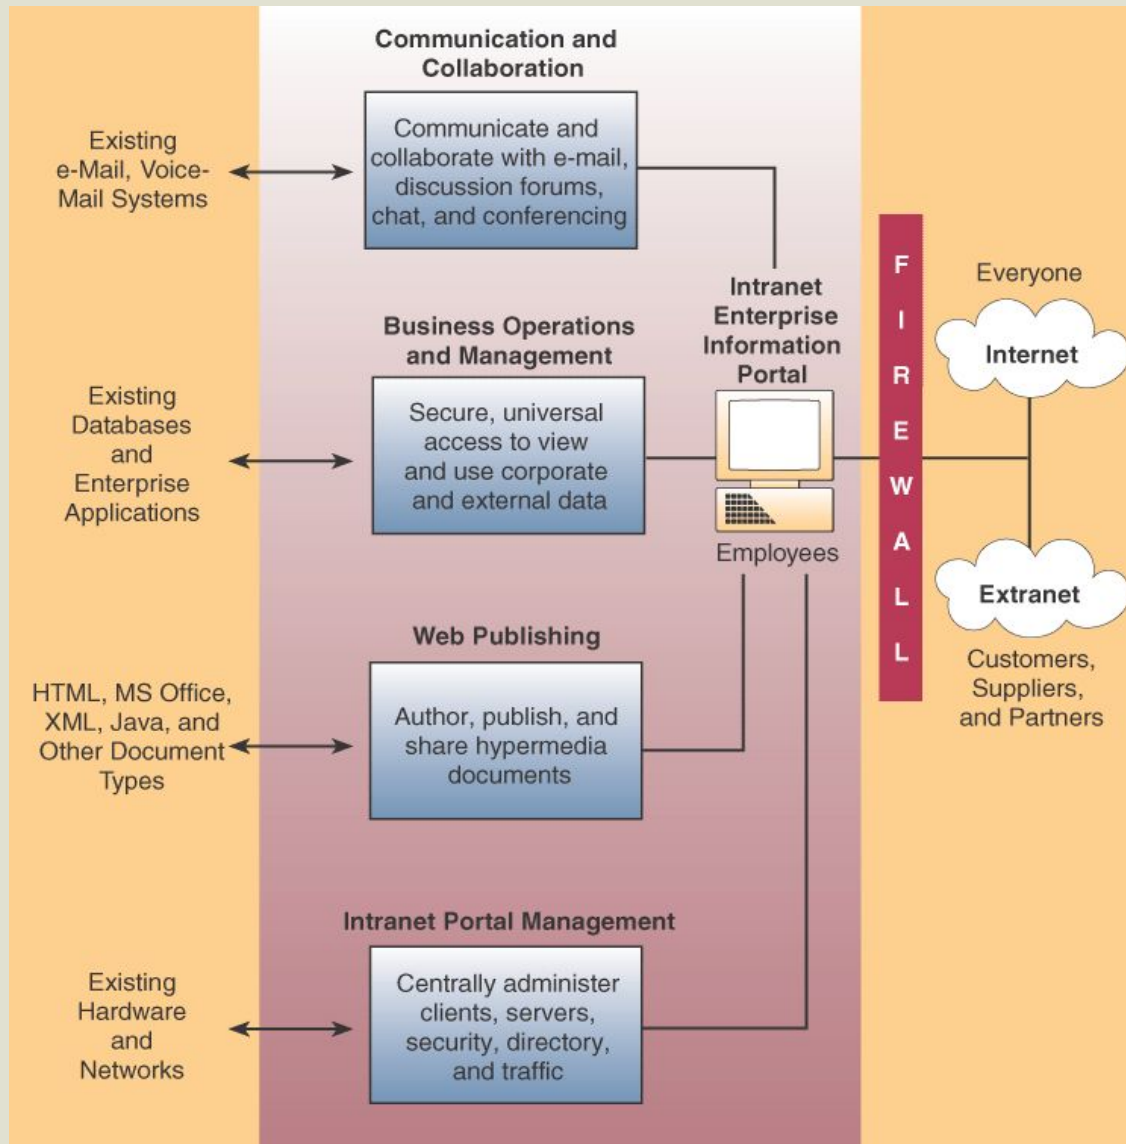 Communication and
Collaboration
Existing
e-Mail, Voice-
Mail Systems
Communicate and
collaborate with e-mail,
discussion forums,
chat, and conferencing
Business Operations
and Management
Existing
Databases
and
Enterprise
Applications
Secure, universal
access to view
and use corporate
and external data
Web Publishing
HTML, MS Office,
XML, Java, and
Other Document
Types
Author, publish, and
share hypermedia
documents
Intranet Portal Management
Existing
Hardware
and
Networks
Centrally administer
clients, servers,
security, directory,
and traffic
Intranet
Enterprise
Information
Portal
Employees
FIREWALL
Everyone
Internet
Extranet
Customers,
Suppliers,
and Partners